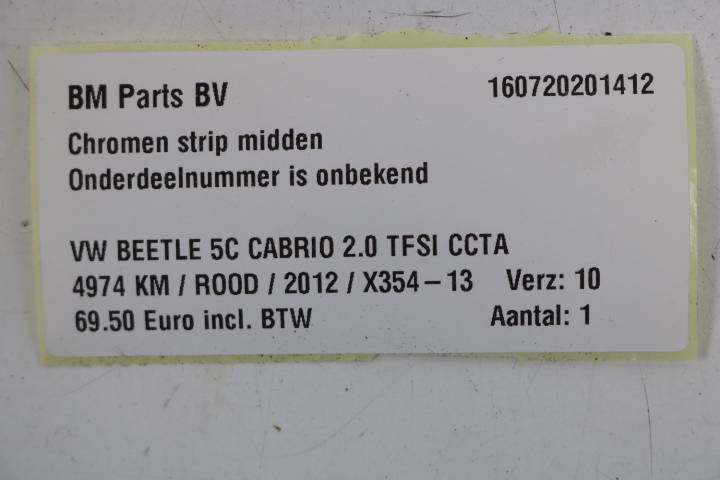 BM Parts BV 160720201412
Chromen strip midden
Onderdeelnummer is onbekend
VW BEETLE 5C CABRIO 2.0 TFSI CCTA
4974 KM / ROOD / 2012 / X354-13 Verz: 10
69.50 Euro incl. BTW Aantal: 1